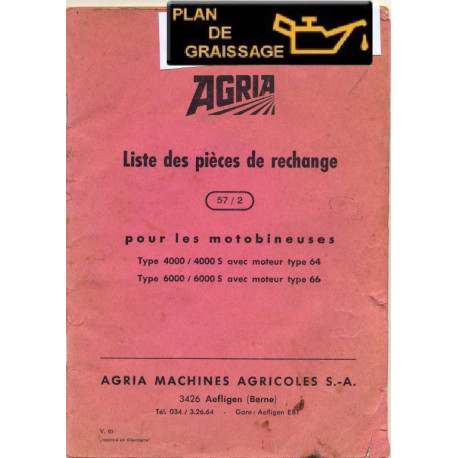 PLAN
DE
GRAISSAGE
AGRIA
Liste des pièces de rechange
57 / 2
pour les motobineuses
Type 4000 / 4000 S avec moteur type 64
Type 6000 / 6000 S avec moteur type 66
AGRIA MACHINES AGRICOLES S.-A.
3426 Aefligen (Berne)
Tél. 034 / 3.26.64 - Gare: Aefligen EBT